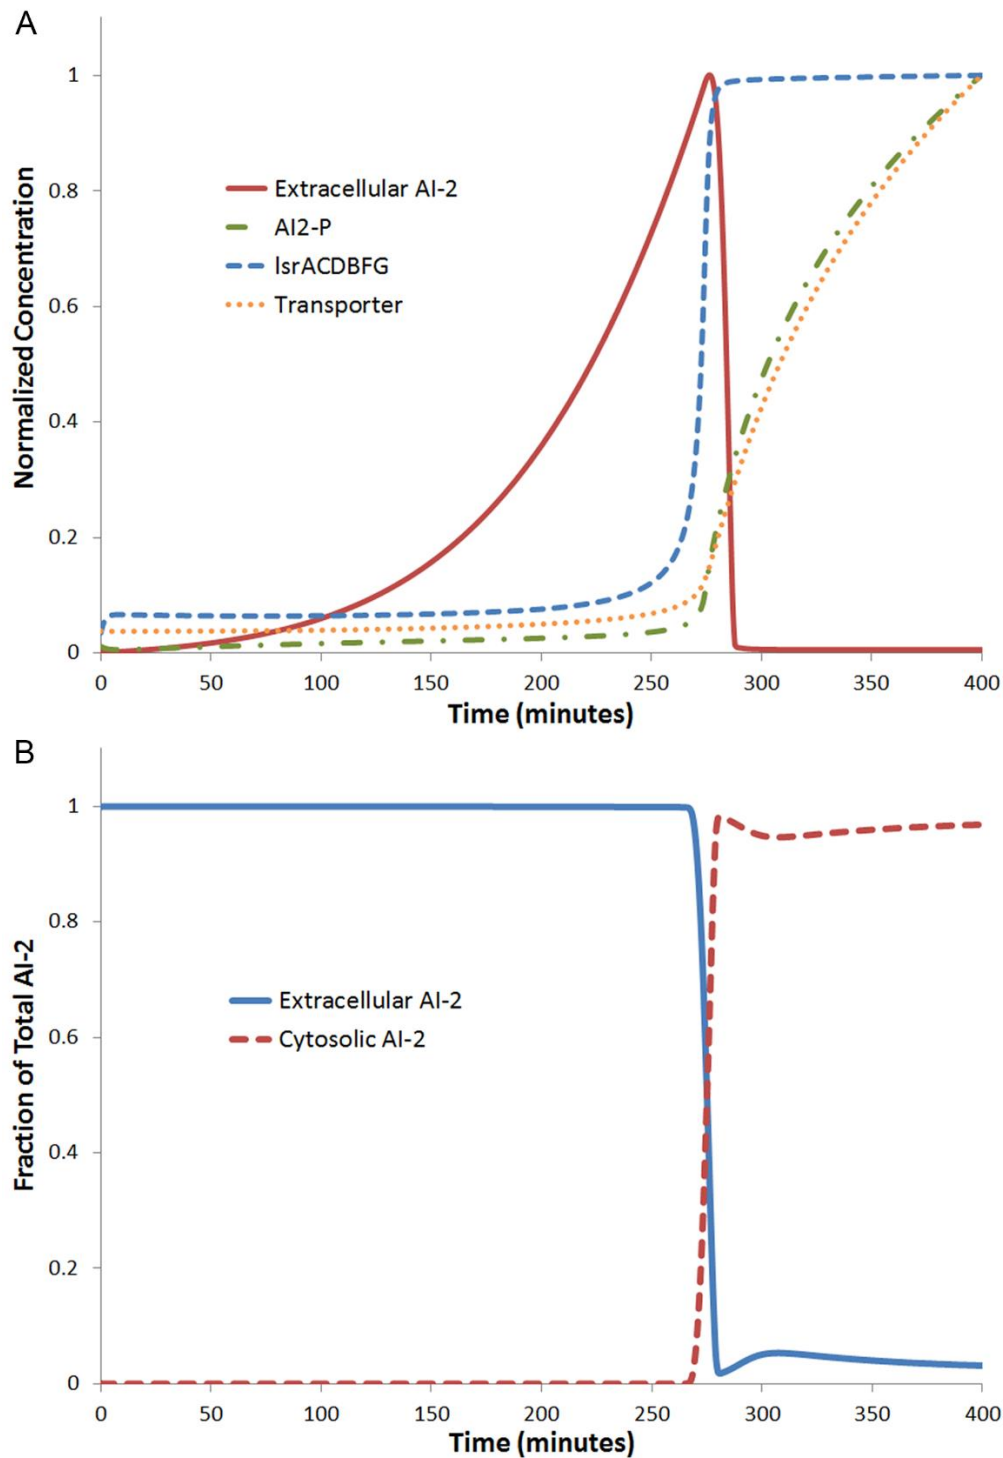 A
Normalized Concentration
1
0.8
0.6
0.4
0.2
0
Extracellular AI-2
AI2-P
lsrACDBFG
Transporter
0 50 100 150 200 250 300 350 400
Time (minutes)
B
Fraction of Total AI-2
1
0.8
0.6
0.4
0.2
0
Extracellular AI-2
Cytosolic AI-2
0 50 100 150 200 250 300 350 400
Time (minutes)